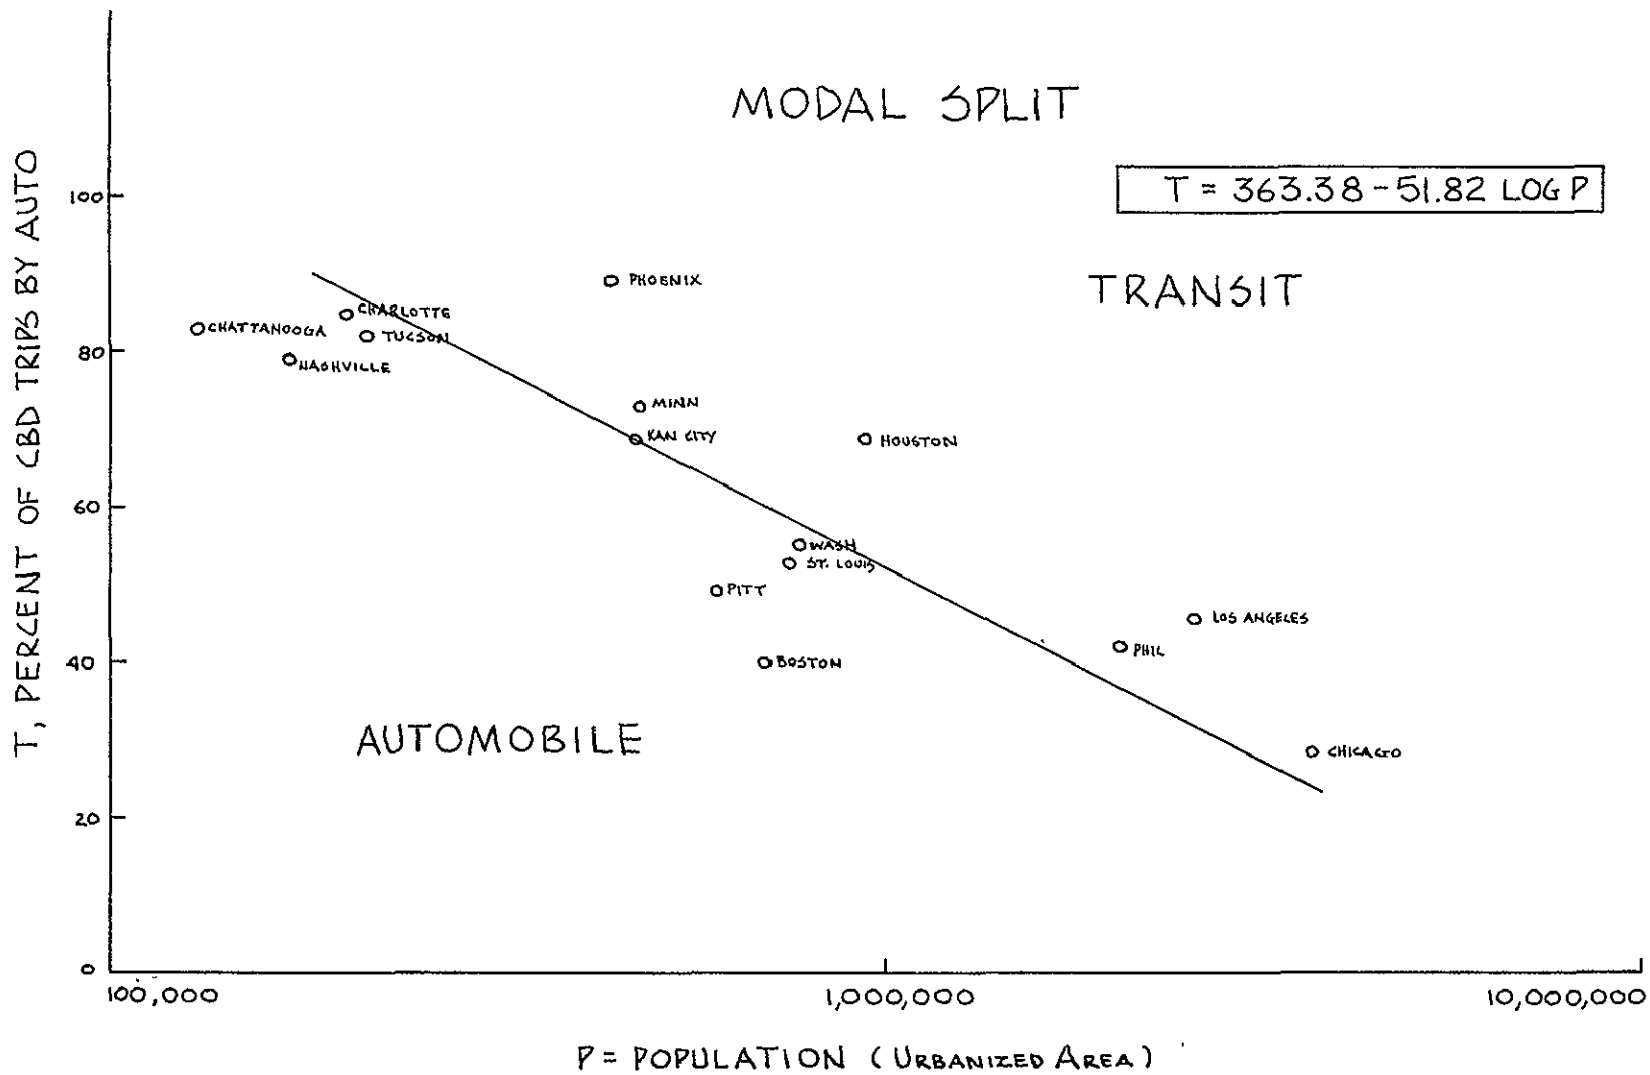 MODAL SPLIT
T = 363.38 - 51.82 LOG P
TRANSIT
AUTOMOBILE
T, PERCENT OF CBD TRIPS BY AUTO
100
80
60
40
20
0
PHOENIX
CHARLOTTE
CHATTANOOGA
TUCSON
NASHVILLE
MINN
KAN CITY
HOUSTON
WASH
ST. LOUIS
PITT
LOS ANGELES
PHIL
BOSTON
CHICAGO
100,000
1,000,000
10,000,000
P = POPULATION (URBANIZED AREA)